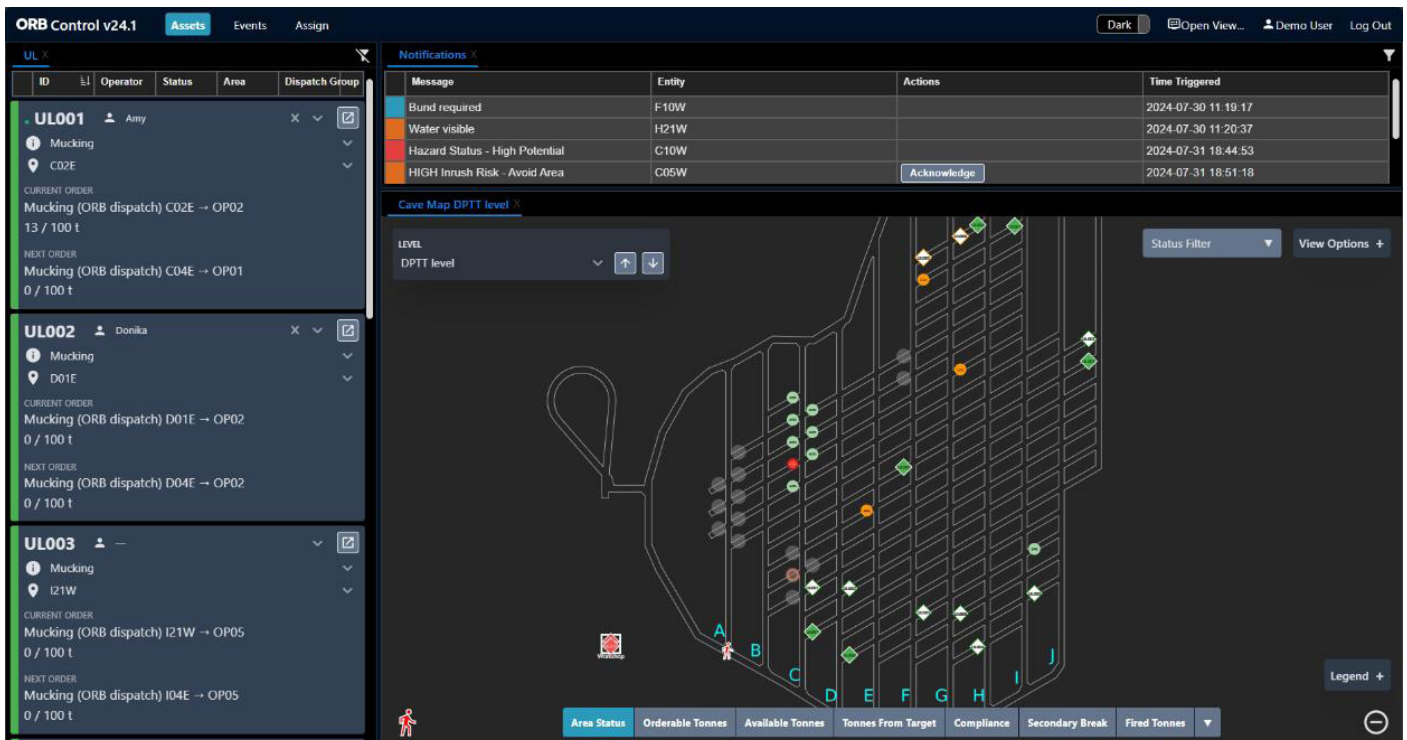 ORB Control v24.1 Assets Events Assign Dark Open View... Demo User Log Out
UL X
ID Operator Status Area Dispatch Group
UL001 Amy X
Mucking
C02E
CURRENT ORDER
Mucking (ORB dispatch) C02E → OP02
13 / 100 t
NEXT ORDER
Mucking (ORB dispatch) C04E → OP01
0 / 100 t
UL002 Donika X
Mucking
D01E
CURRENT ORDER
Mucking (ORB dispatch) D01E → OP02
0 / 100 t
NEXT ORDER
Mucking (ORB dispatch) D04E → OP02
0 / 100 t
UL003 —
Mucking
I21W
CURRENT ORDER
Mucking (ORB dispatch) I21W → OP05
0 / 100 t
NEXT ORDER
Mucking (ORB dispatch) I04E → OP05
0 / 100 t
Notifications X
Message Entity Actions Time Triggered
Bund required F10W 2024-07-30 11:19:17
Water visible H21W 2024-07-30 11:20:37
Hazard Status - High Potential C10W 2024-07-31 18:44:53
HIGH Inrush Risk - Avoid Area C05W Acknowledge 2024-07-31 18:51:18
Cave Map DPTT level X
LEVEL
DPTT level
Status Filter View Options +
A
B
C
D E F G H I J
Workshop
Legend +
Area Status Orderable Tonnes Available Tonnes Tonnes From Target Compliance Secondary Break Fired Tonnes